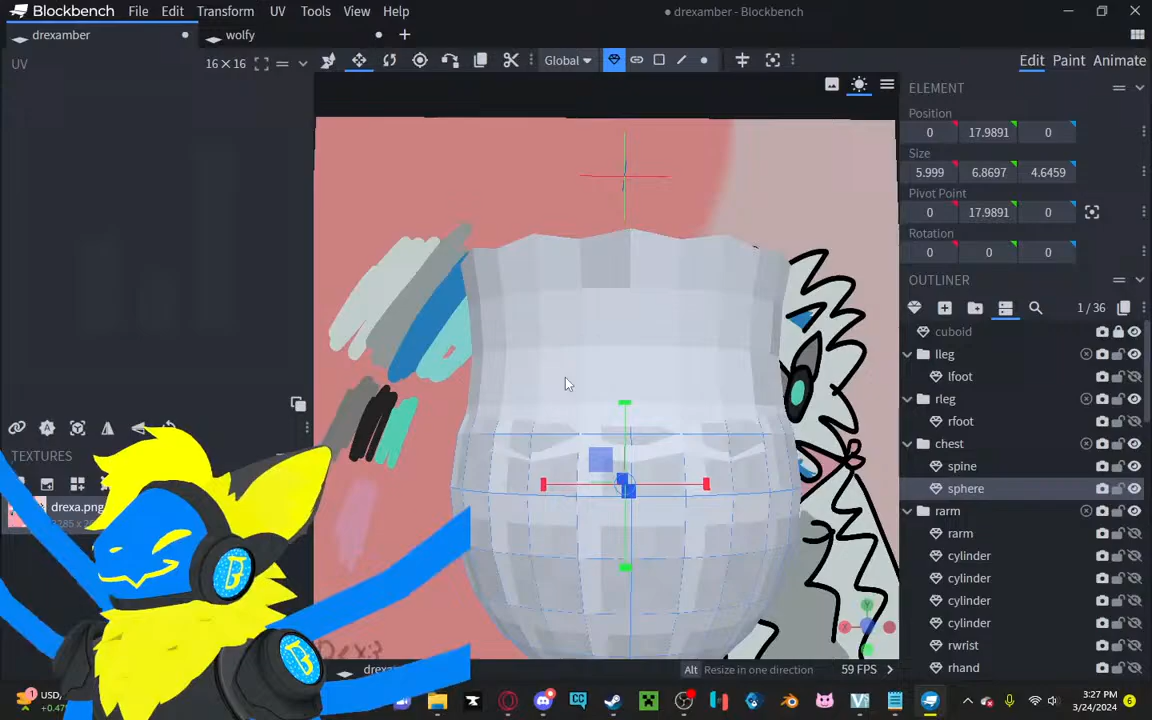 Blockbench File Edit Transform UV Tools View Help
drexamber - Blockbench
drexamber wolfy
UV 16 × 16 Global
Edit Paint Animate
ELEMENT
Position
0 17.9891 0
Size
5.999 6.8697 4.6459
Pivot Point
0 17.9891 0
Rotation
0 0 0
OUTLINER
1 / 36
cuboid
lleg
lfoot
rleg
rfoot
chest
spine
sphere
rarm
rarm
cylinder
cylinder
cylinder
cylinder
rwrist
rhand
TEXTURES
drexa.png
X
Alt Resize in one direction 59 FPS
USD,
3:27 PM
3/24/2024
6